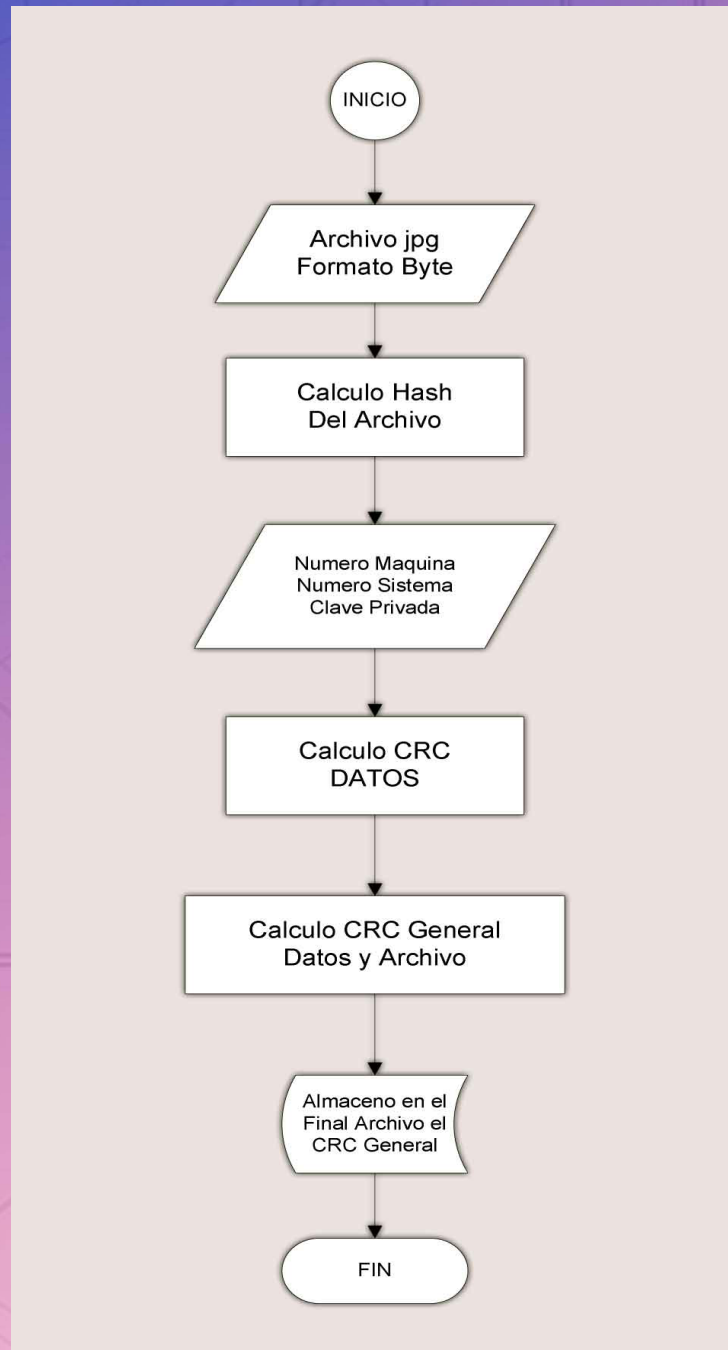 INICIO
Archivo jpg
Formato Byte
Calculo Hash
Del Archivo
Numero Maquina
Numero Sistema
Clave Privada
Calculo CRC
DATOS
Calculo CRC General
Datos y Archivo
Almaceno en el
Final Archivo el
CRC General
FIN